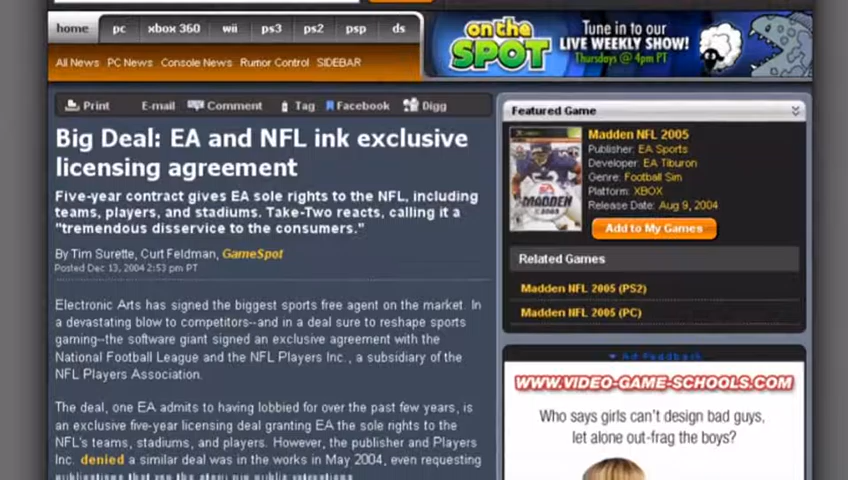 home pc xbox 360 wii ps3 ps2 psp ds
All News PC News Console News Rumor Control SIDEBAR
on the SPOT
Tune in to our
LIVE WEEKLY SHOW!
Thursdays @ 4pm PT
Print E-mail Comment Tag Facebook Digg
Big Deal: EA and NFL ink exclusive
licensing agreement
Five-year contract gives EA sole rights to the NFL, including
teams, players, and stadiums. Take-Two reacts, calling it a
"tremendous disservice to the consumers."
By Tim Surette, Curt Feldman, GameSpot
Posted Dec 13, 2004 2:53 pm PT
Electronic Arts has signed the biggest sports free agent on the market. In
a devastating blow to competitors--and in a deal sure to reshape sports
gaming--the software giant signed an exclusive agreement with the
National Football League and the NFL Players Inc., a subsidiary of the
NFL Players Association.
The deal, one EA admits to having lobbied for over the past few years, is
an exclusive five-year licensing deal granting EA the sole rights to the
NFL's teams, stadiums, and players. However, the publisher and Players
Inc. denied a similar deal was in the works in May 2004, even requesting
Featured Game
MADDEN
Madden NFL 2005
Publisher: EA Sports
Developer: EA Tiburon
Genre: Football Sim
Platform: XBOX
Release Date: Aug 9, 2004
Add to My Games
Related Games
Madden NFL 2005 (PS2)
Madden NFL 2005 (PC)
Ad Feedback
WWW.VIDEO-GAME-SCHOOLS.COM
Who says girls can't design bad guys,
let alone out-frag the boys?